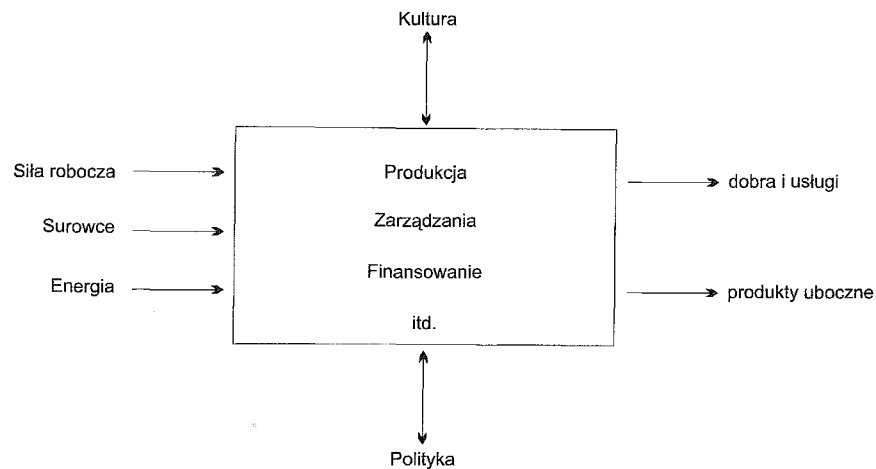 Kultura
Siła robocza
Surowce
Energia
Produkcja
Zarządzania
Finansowanie
itd.
dobra i usługi
produkty uboczne
Polityka